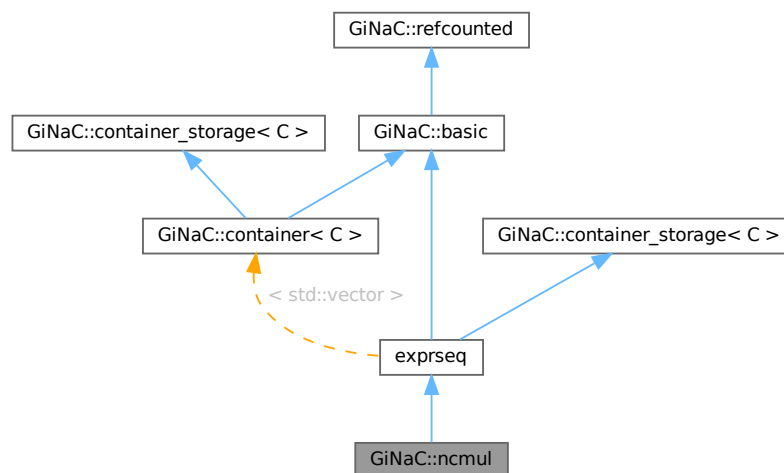 GiNaC::refcounted
GiNaC::container_storage< C >
GiNaC::basic
GiNaC::container< C >
GiNaC::container_storage< C >
< std::vector >
exprseq
GiNaC::ncmul